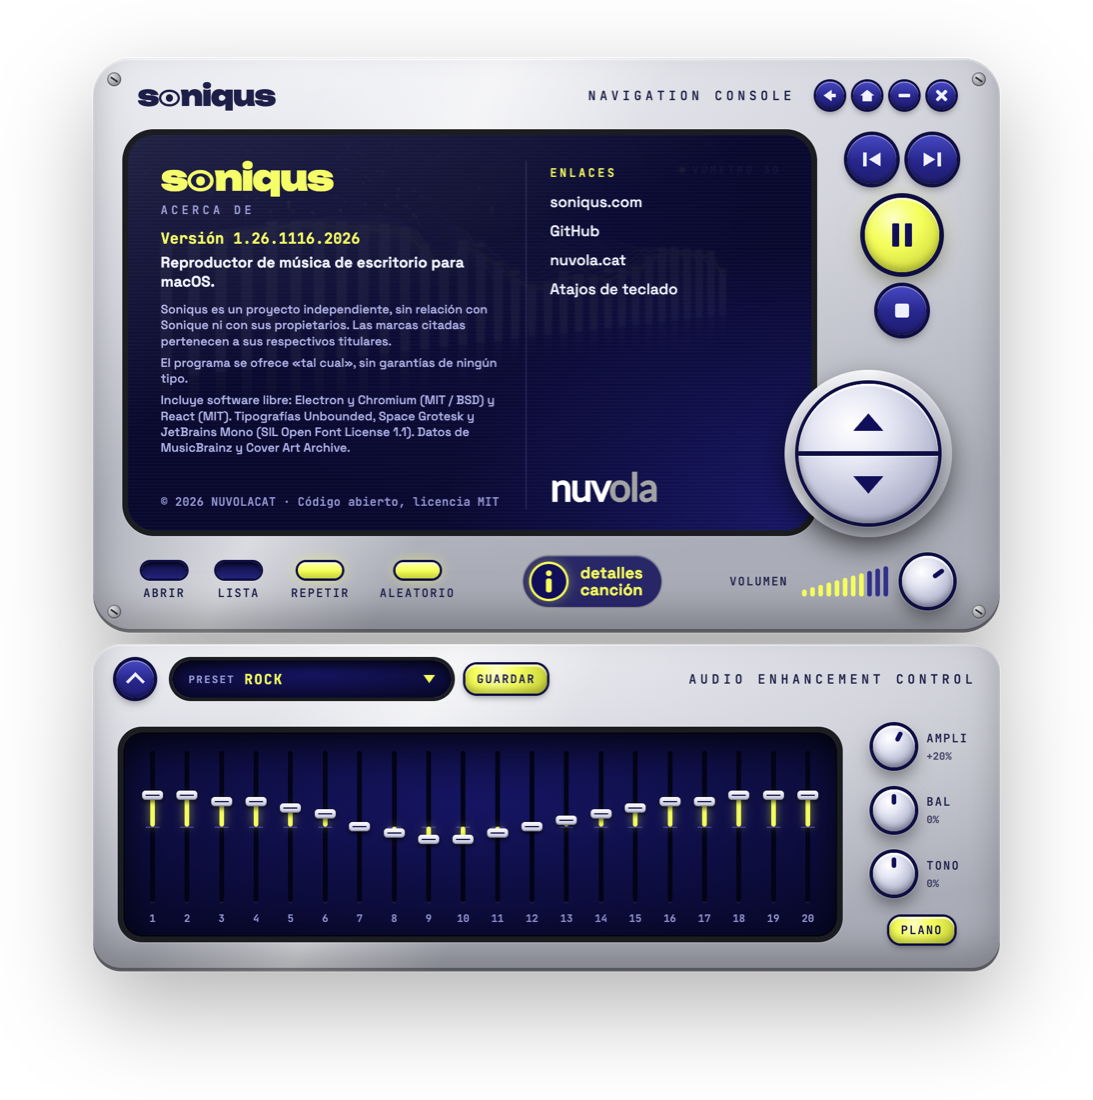 soniqus
NAVIGATION CONSOLE
soniqus
ACERCA DE
Versión 1.26.1116.2026
Reproductor de música de escritorio para
macOS.
Soniqus es un proyecto independiente, sin relación con
Sonique ni con sus propietarios. Las marcas citadas
pertenecen a sus respectivos titulares.
El programa se ofrece «tal cual», sin garantías de ningún
tipo.
Incluye software libre: Electron y Chromium (MIT / BSD) y
React (MIT). Tipografías Unbounded, Space Grotesk y
JetBrains Mono (SIL Open Font License 1.1). Datos de
MusicBrainz y Cover Art Archive.
© 2026 NUVOLACAT · Código abierto, licencia MIT
ENLACES
soniqus.com
GitHub
nuvola.cat
Atajos de teclado
nuvola
ABRIR
LISTA
REPETIR
ALEATORIO
detalles
canción
VOLUMEN
PRESET ROCK
GUARDAR
AUDIO ENHANCEMENT CONTROL
1 2 3 4 5 6 7 8 9 10 11 12 13 14 15 16 17 18 19 20
AMPLI
+20%
BAL
0%
TONO
0%
PLANO